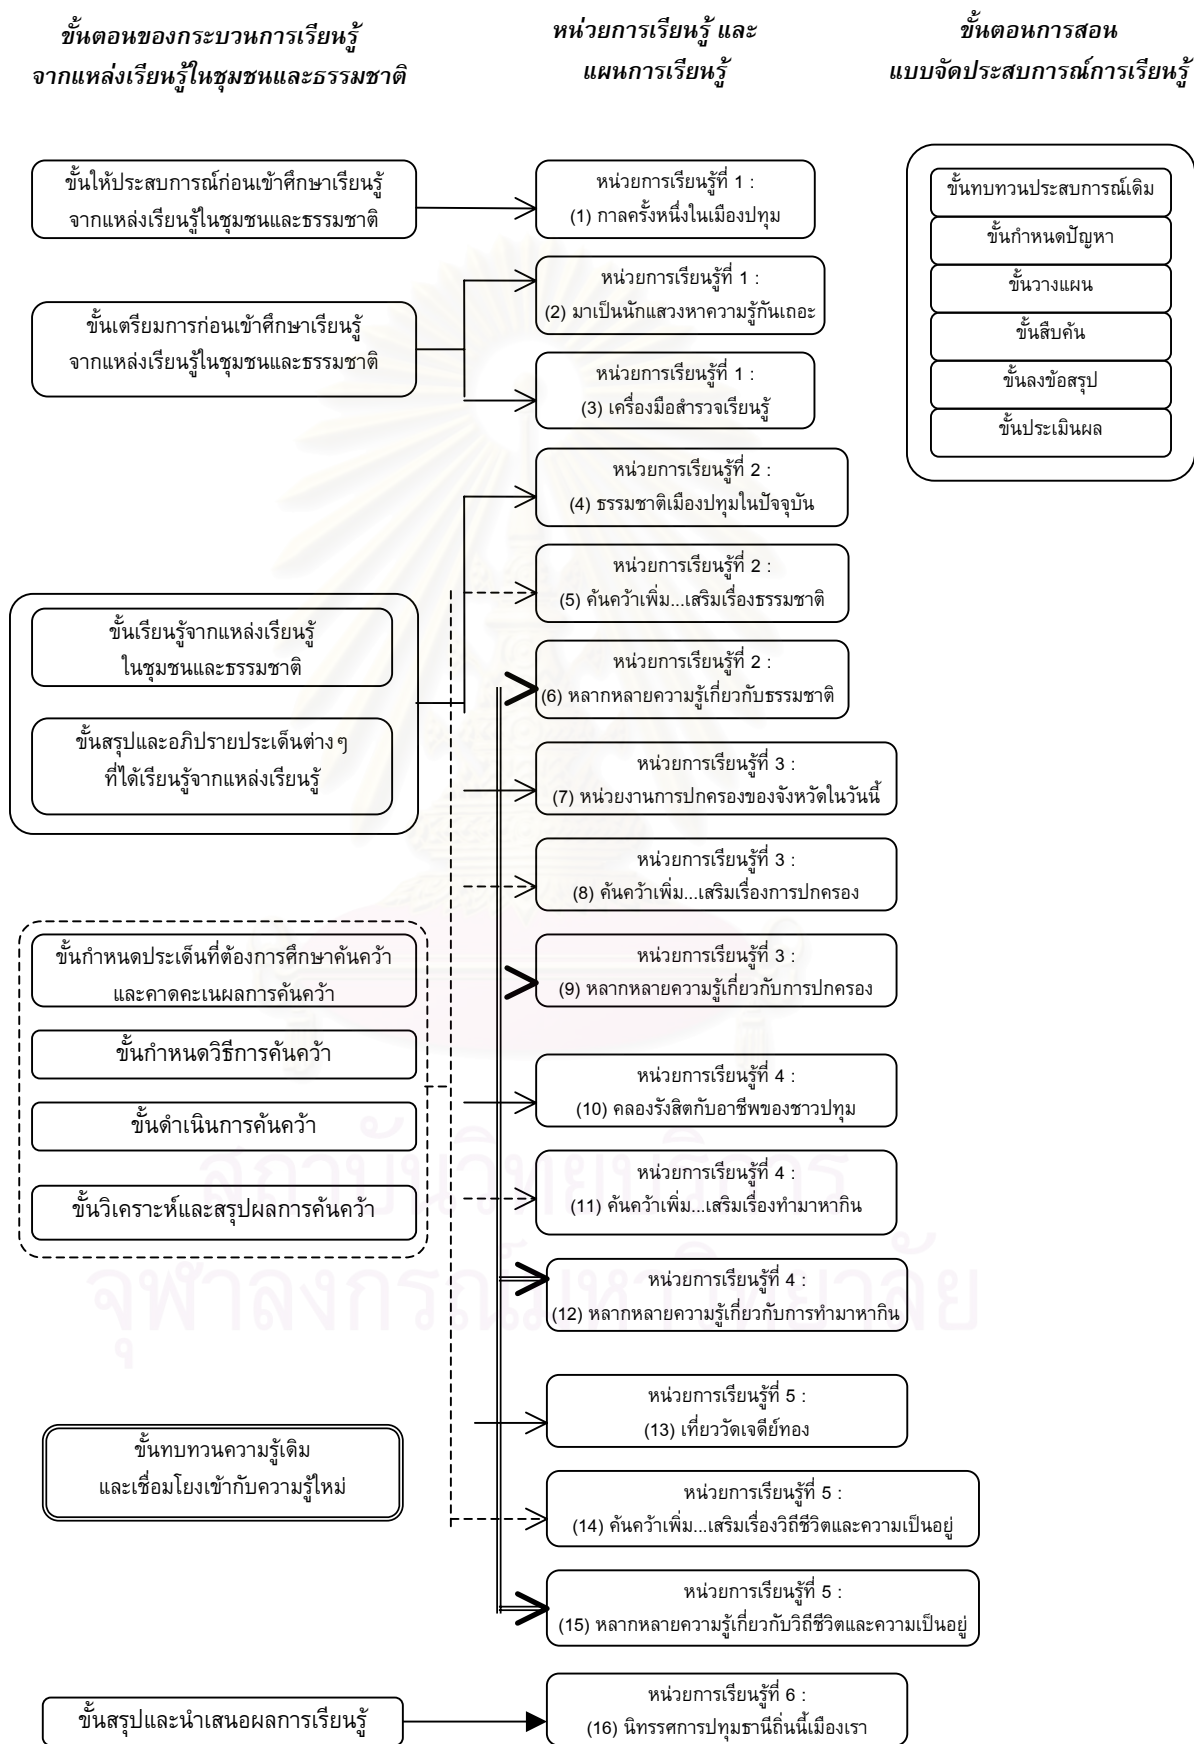 ขั้นตอนของกระบวนการเรียนรู้
จากแหล่งเรียนรู้ในชุมชนและธรรมชาติ
ขั้นให้ประสบการณ์ก่อนเข้าศึกษาเรียนรู้
จากแหล่งเรียนรู้ในชุมชนและธรรมชาติ
ขั้นเตรียมการก่อนเข้าศึกษาเรียนรู้
จากแหล่งเรียนรู้ในชุมชนและธรรมชาติ
ขั้นเรียนรู้จากแหล่งเรียนรู้
ในชุมชนและธรรมชาติ
ขั้นสรุปและอภิปรายประเด็นต่างๆ
ที่ได้เรียนรู้จากแหล่งเรียนรู้
ขั้นกำหนดประเด็นที่ต้องการศึกษาค้นคว้า
และคาดคะเนผลการค้นคว้า
ขั้นกำหนดวิธีการค้นคว้า
ขั้นดำเนินการค้นคว้า
ขั้นวิเคราะห์และสรุปผลการค้นคว้า
ขั้นทบทวนความรู้เดิม
และเชื่อมโยงเข้ากับความรู้ใหม่
ขั้นสรุปและนำเสนอผลการเรียนรู้
หน่วยการเรียนรู้ และ
แผนการเรียนรู้
หน่วยการเรียนรู้ที่ 1 :
(1) กาลครั้งหนึ่งในเมืองปทุม
หน่วยการเรียนรู้ที่ 1 :
(2) มาเป็นนักแสวงหาความรู้กันเถอะ
หน่วยการเรียนรู้ที่ 1 :
(3) เครื่องมือสำรวจเรียนรู้
หน่วยการเรียนรู้ที่ 2 :
(4) ธรรมชาติเมืองปทุมในปัจจุบัน
หน่วยการเรียนรู้ที่ 2 :
(5) ค้นคว้าเพิ่ม...เสริมเรื่องธรรมชาติ
หน่วยการเรียนรู้ที่ 2 :
(6) หลากหลายความรู้เกี่ยวกับธรรมชาติ
หน่วยการเรียนรู้ที่ 3 :
(7) หน่วยงานการปกครองของจังหวัดในวันนี้
หน่วยการเรียนรู้ที่ 3 :
(8) ค้นคว้าเพิ่ม...เสริมเรื่องการปกครอง
หน่วยการเรียนรู้ที่ 3 :
(9) หลากหลายความรู้เกี่ยวกับการปกครอง
หน่วยการเรียนรู้ที่ 4 :
(10) คลองรังสิตกับอาชีพของชาวปทุม
หน่วยการเรียนรู้ที่ 4 :
(11) ค้นคว้าเพิ่ม...เสริมเรื่องทำมาหากิน
หน่วยการเรียนรู้ที่ 4 :
(12) หลากหลายความรู้เกี่ยวกับการทำมาหากิน
หน่วยการเรียนรู้ที่ 5 :
(13) เที่ยววัดเจดีย์ทอง
หน่วยการเรียนรู้ที่ 5 :
(14) ค้นคว้าเพิ่ม...เสริมเรื่องวิถีชีวิตและความเป็นอยู่
หน่วยการเรียนรู้ที่ 5 :
(15) หลากหลายความรู้เกี่ยวกับวิถีชีวิตและความเป็นอยู่
หน่วยการเรียนรู้ที่ 6 :
(16) นิทรรศการปทุมธานีถิ่นนี้เมืองเรา
ขั้นตอนการสอน
แบบจัดประสบการณ์การเรียนรู้
ขั้นทบทวนประสบการณ์เดิม
ขั้นกำหนดปัญหา
ขั้นวางแผน
ขั้นสืบค้น
ขั้นลงข้อสรุป
ขั้นประเมินผล
สถาบันวิทยบริการ
จุฬาลงกรณ์มหาวิทยาลัย